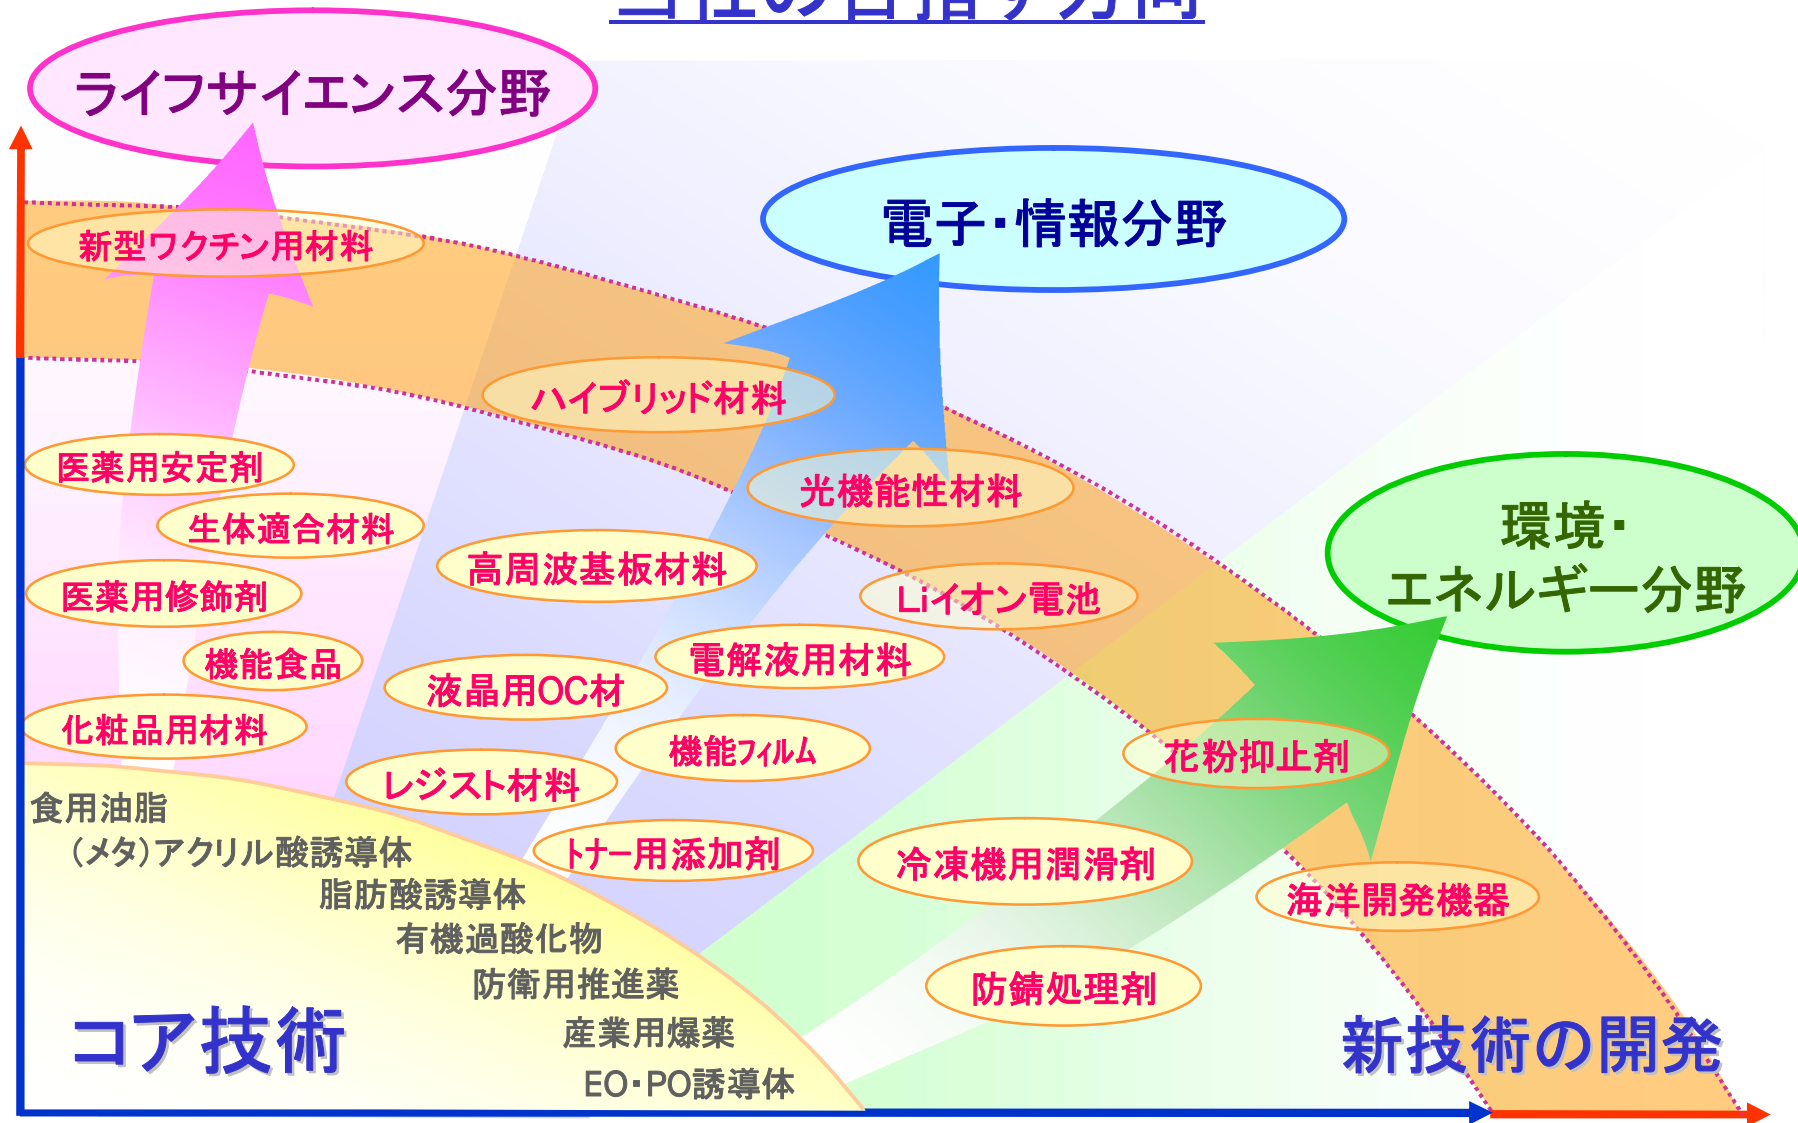 当社の目指す方向
ライフサイエンス分野
電子・情報分野
環境・
エネルギー分野
新型ワクチン用材料
ハイブリッド材料
医薬用安定剤
光機能性材料
生体適合材料
高周波基板材料
医薬用修飾剤
Liイオン電池
機能食品
電解液用材料
液晶用OC材
化粧品用材料
機能フィルム
花粉抑止剤
レジスト材料
トナー用添加剤
冷凍機用潤滑剤
海洋開発機器
防錆処理剤
食用油脂
（メタ）アクリル酸誘導体
脂肪酸誘導体
有機過酸化物
防衛用推進薬
産業用爆薬
EO・PO誘導体
コア技術
新技術の開発